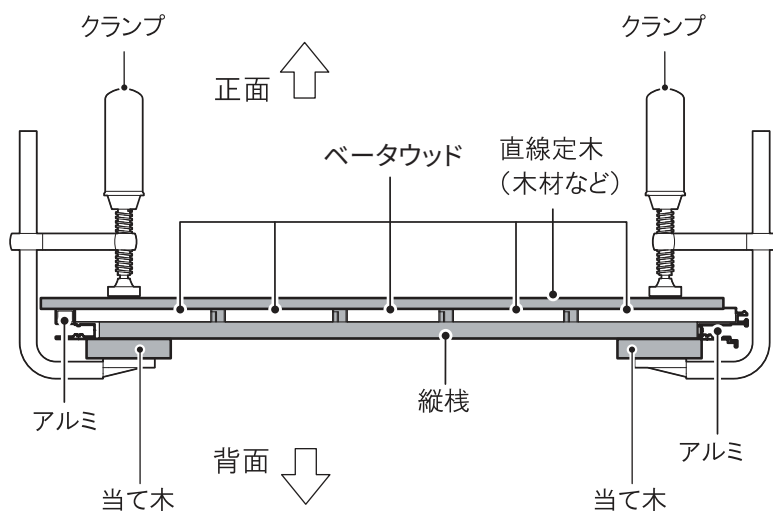 クランプ
クランプ
正面
ベータウッド
直線定木
（木材など）
アルミ
縦桟
アルミ
背面
当て木
当て木